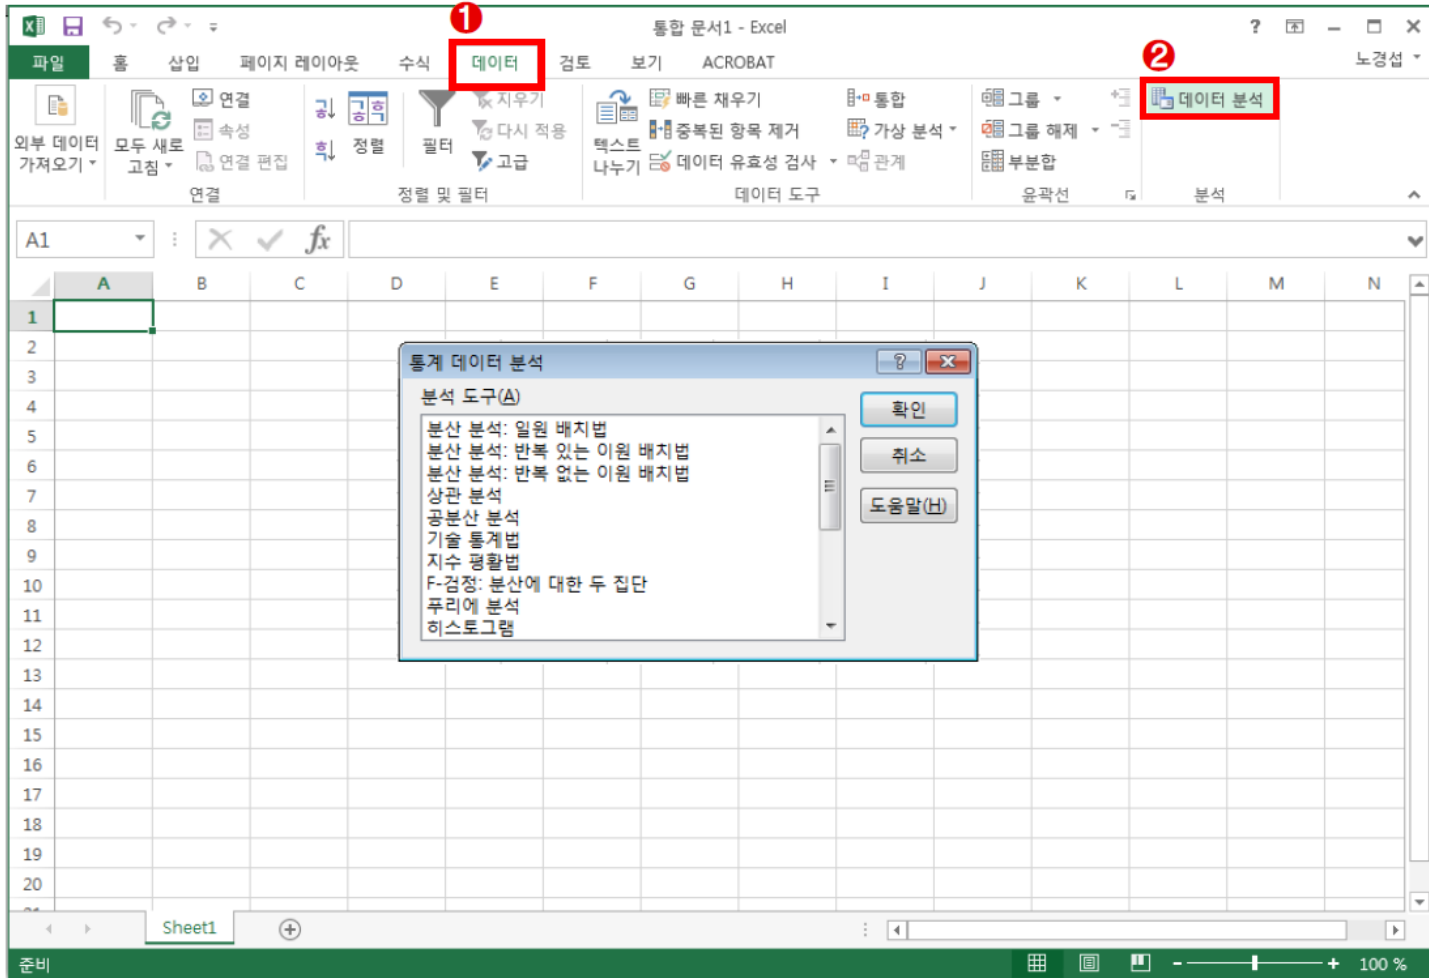 ❶
통합 문서1 - Excel
파일 홈 삽입 페이지 레이아웃 수식 데이터 검토 보기 ACROBAT
❷
노경섭
외부 데이터
가져오기
모두 새로
고침
연결
속성
연결 편집
연결
정렬
필터
지우기
다시 적용
고급
정렬 및 필터
텍스트
나누기
빠른 채우기
중복된 항목 제거
데이터 유효성 검사
통합
가상 분석
관계
데이터 도구
그룹
그룹 해제
부분합
윤곽선
데이터 분석
분석
A1
fx
A B C D E F G H I J K L M N
1
2
3
4
5
6
7
8
9
10
11
12
13
14
15
16
17
18
19
20
통계 데이터 분석
분석 도구(A)
분산 분석: 일원 배치법
분산 분석: 반복 있는 이원 배치법
분산 분석: 반복 없는 이원 배치법
상관 분석
공분산 분석
기술 통계법
지수 평활법
F-검정: 분산에 대한 두 집단
푸리에 분석
히스토그램
확인
취소
도움말(H)
Sheet1
준비
100 %